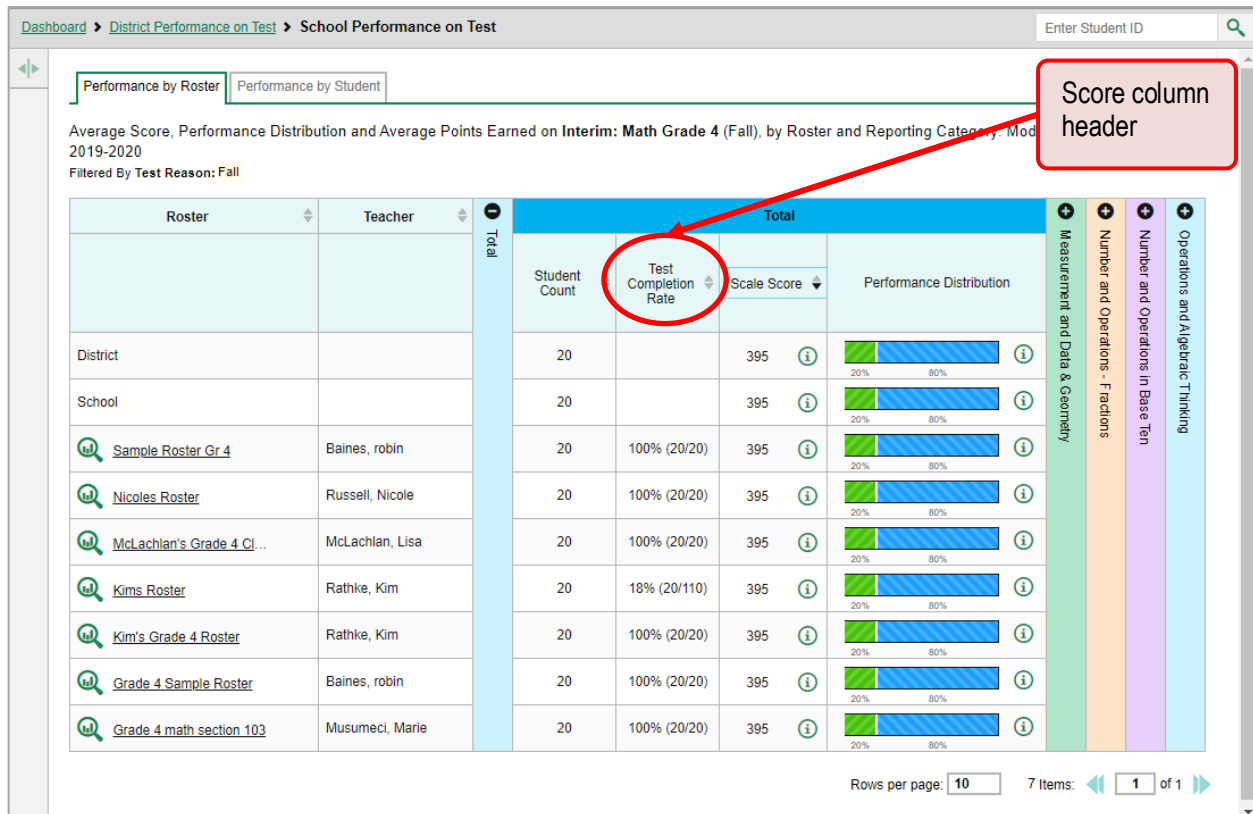 Dashboard > District Performance on Test > School Performance on Test
Enter Student ID
Performance by Roster
Performance by Student
Score column
header
Average Score, Performance Distribution and Average Points Earned on Interim: Math Grade 4 (Fall), by Roster and Reporting Category: Mod
2019-2020
Filtered By Test Reason: Fall
Roster Teacher Total Total
Student Count
Test Completion Rate
Scale Score
Performance Distribution
Measurement and Data & Geometry
Number and Operations - Fractions
Number and Operations in Base Ten
Operations and Algebraic Thinking
District 20 395
20% 80%
School 20 395
20% 80%
Sample Roster Gr 4 Baines, robin 20 100% (20/20) 395
20% 80%
Nicoles Roster Russell, Nicole 20 100% (20/20) 395
20% 80%
McLachlan's Grade 4 Cl... McLachlan, Lisa 20 100% (20/20) 395
20% 80%
Kims Roster Rathke, Kim 20 18% (20/110) 395
20% 80%
Kim's Grade 4 Roster Rathke, Kim 20 100% (20/20) 395
20% 80%
Grade 4 Sample Roster Baines, robin 20 100% (20/20) 395
20% 80%
Grade 4 math section 103 Musumeci, Marie 20 100% (20/20) 395
20% 80%
Rows per page: 10 7 Items: 1 of 1